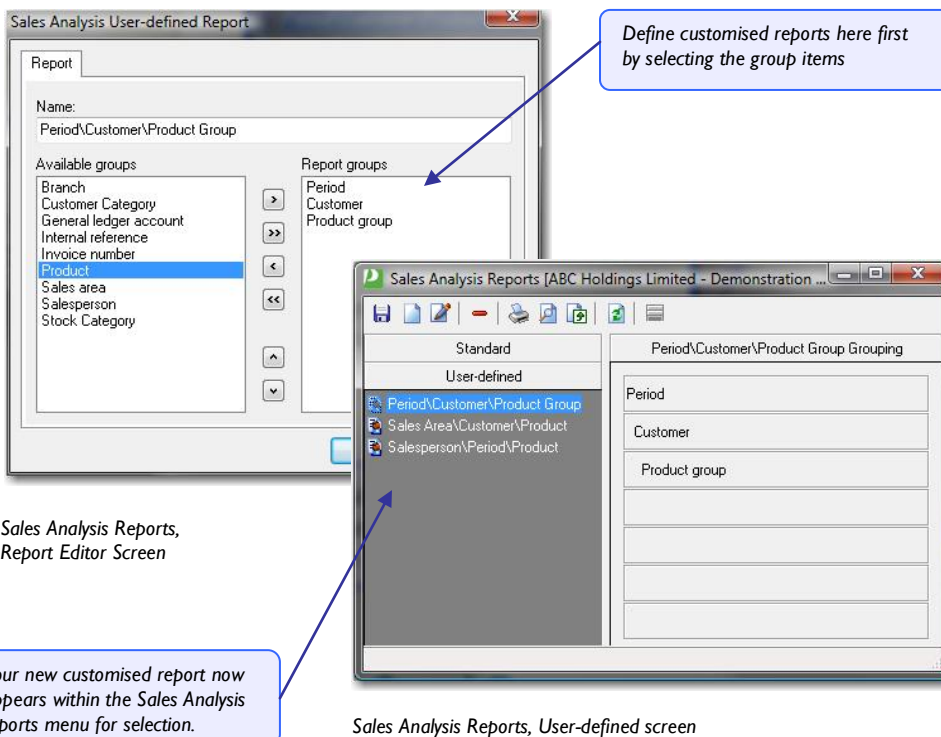 Sales Analysis User-defined Report
Define customised reports here first
by selecting the group items
Report
Name:
Period\Customer\Product Group
Available groups
Branch
Customer Category
General ledger account
Internal reference
Invoice number
Product
Sales area
Salesperson
Stock Category
>
>>
<
<<
Report groups
Period
Customer
Product group
Sales Analysis Reports [ABC Holdings Limited - Demonstration ...
Standard
User-defined
Period\Customer\Product Group
Sales Area\Customer\Product
Salesperson\Period\Product
Period\Customer\Product Group Grouping
Period
Customer
Product group
Sales Analysis Reports,
Report Editor Screen
our new customised report now
ppears within the Sales Analysis
ports menu for selection.
Sales Analysis Reports, User-defined screen